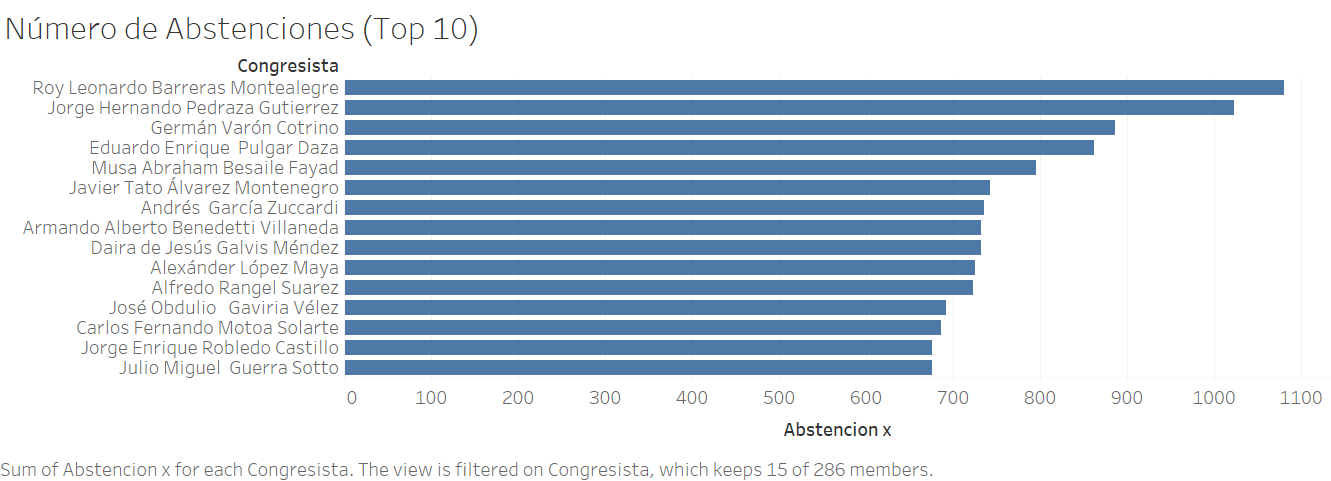 Número de Abstenciones (Top 10)
Congresista
Roy Leonardo Barreras Montealegre
Jorge Hernando Pedraza Gutierrez
Germán Varón Cotrino
Eduardo Enrique  Pulgar Daza
Musa Abraham Besaile Fayad
Javier Tato Álvarez Montenegro
Andrés  García Zuccardi
Armando Alberto Benedetti Villaneda
Daira de Jesús Galvis Méndez
Alexánder López Maya
Alfredo Rangel Suarez
José Obdulio   Gaviria Vélez
Carlos Fernando Motoa Solarte
Jorge Enrique Robledo Castillo
Julio Miguel  Guerra Sotto
0 100 200 300 400 500 600 700 800 900 1000 1100
Abstencion x
Sum of Abstencion x for each Congresista. The view is filtered on Congresista, which keeps 15 of 286 members.